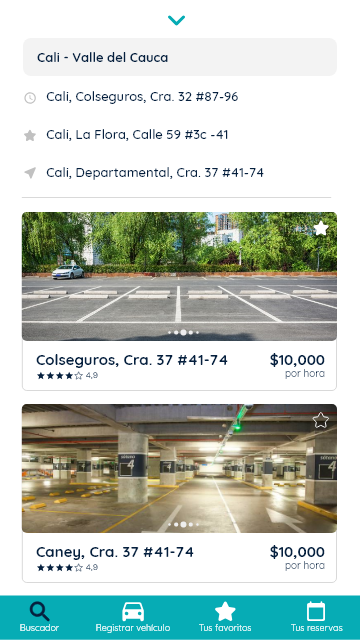 Cali - Valle del Cauca
Cali, Colseguros, Cra. 32 #87-96
Cali, La Flora, Calle 59 #3c -41
Cali, Departamental, Cra. 37 #41-74
Colseguros, Cra. 37 #41-74
$10,000
4,9
por hora
4
4
Caney, Cra. 37 #41-74
$10,000
4,9
por hora
Buscador
Registrar vehículo
Tus favoritos
Tus reservas